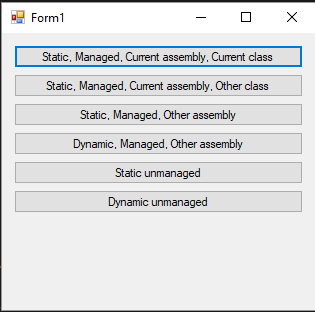 Form1
Static, Managed, Current assembly, Current class
Static, Managed, Current assembly, Other class
Static, Managed, Other assembly
Dynamic, Managed, Other assembly
Static unmanaged
Dynamic unmanaged